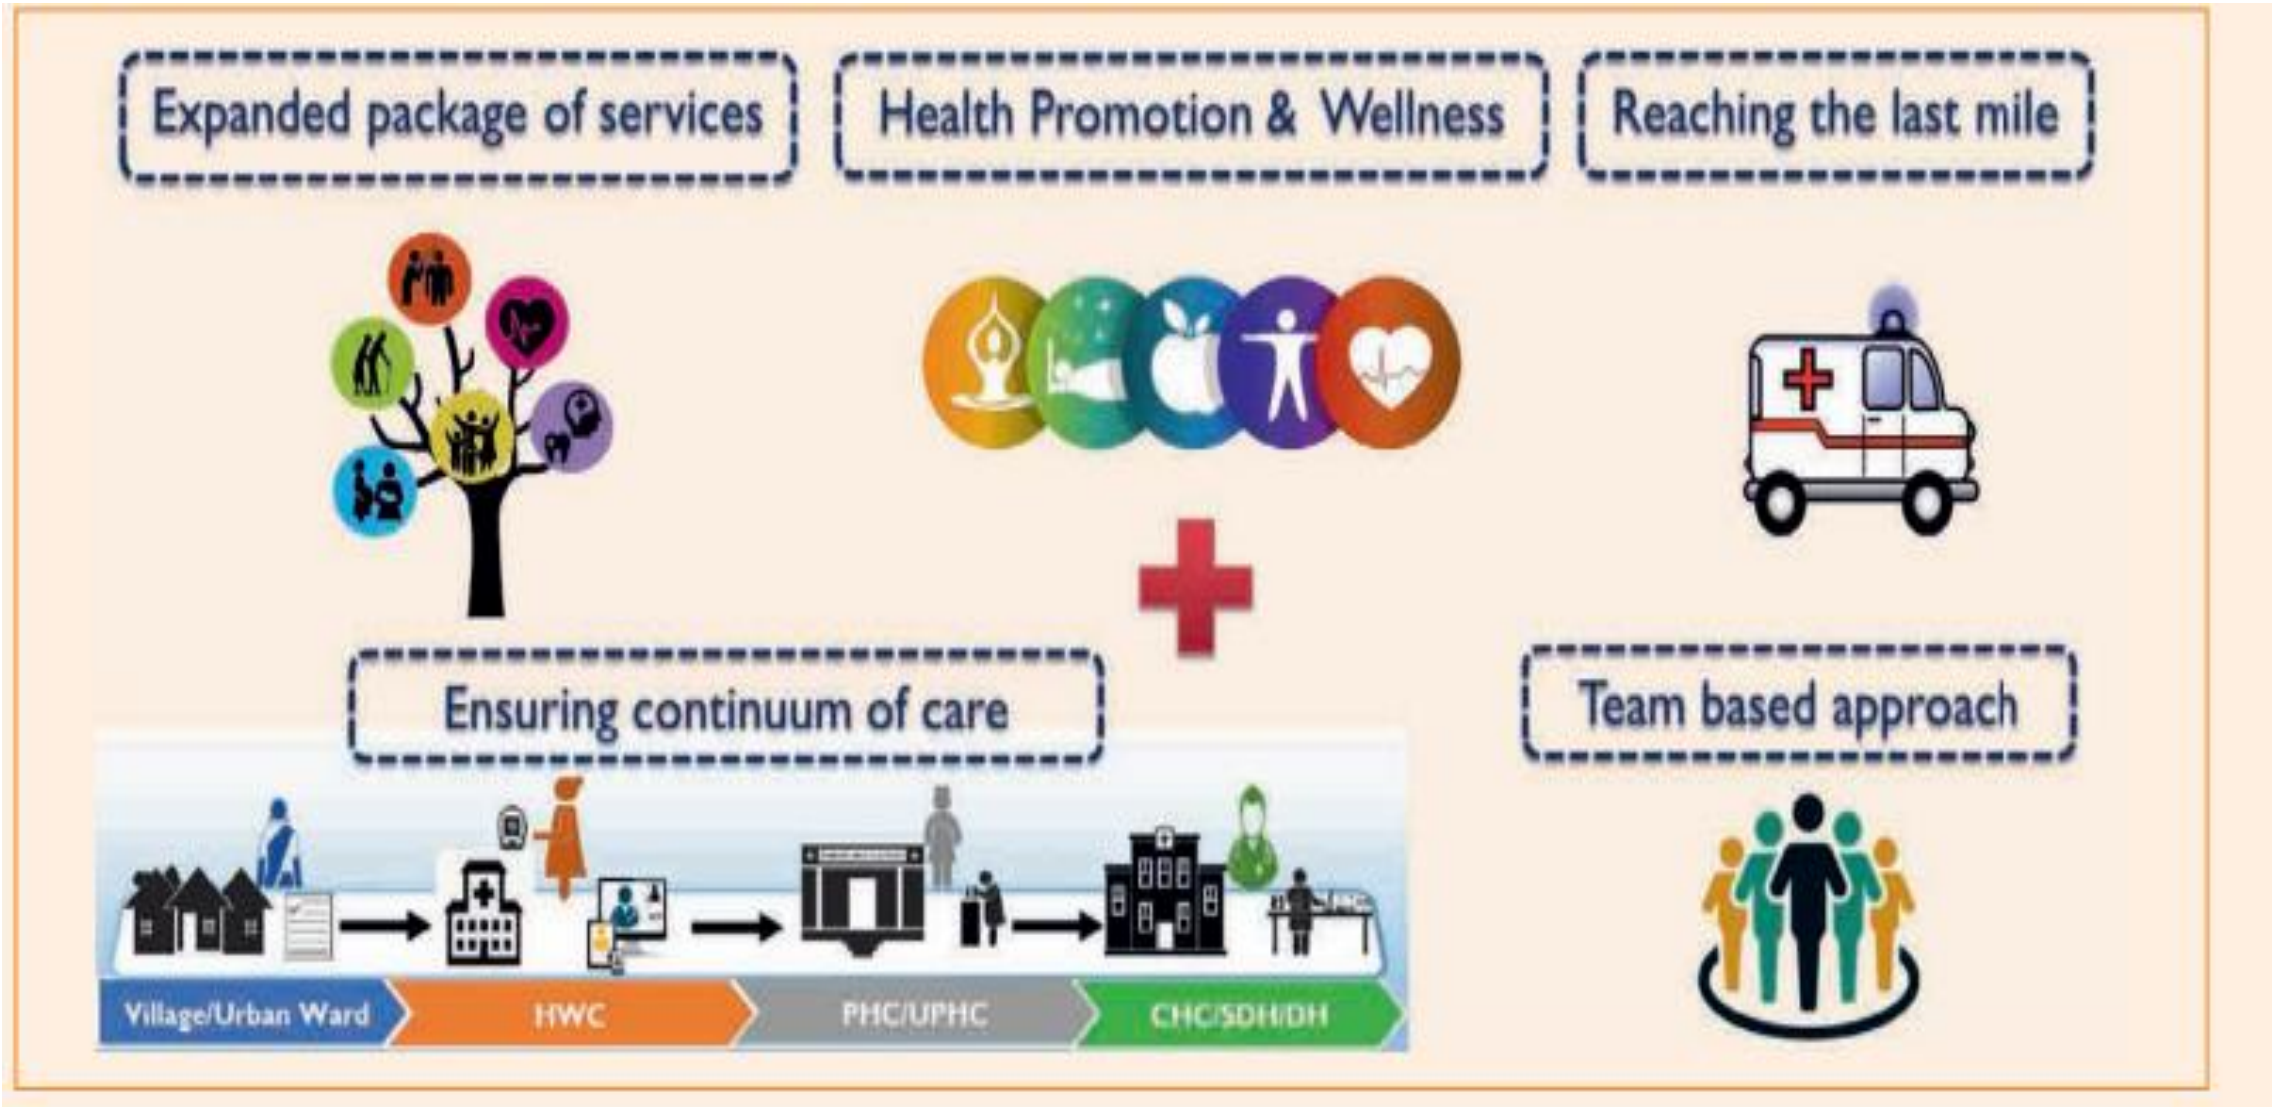 Expanded package of services
Health Promotion & Wellness
Reaching the last mile
Ensuring continuum of care
Team based approach
Village/Urban Ward
HWC
PHC/UPHC
CHC/SDH/DH